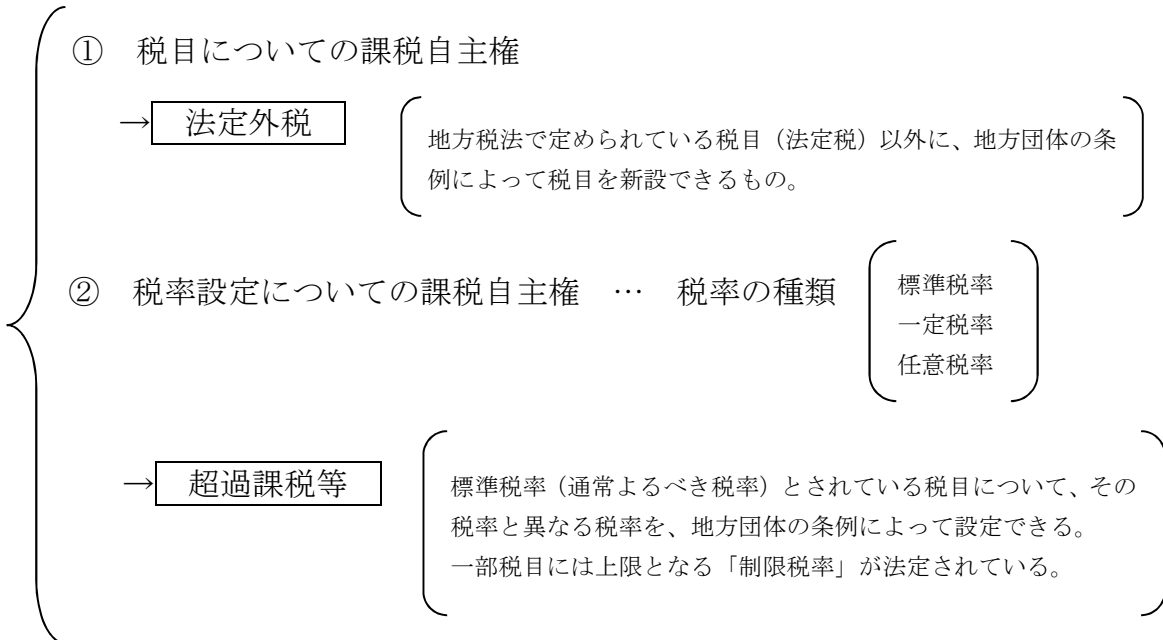 ① 税目についての課税自主権
→ 法定外税
地方税法で定められている税目（法定税）以外に、地方団体の条
例によって税目を新設できるもの。
② 税率設定についての課税自主権 … 税率の種類
標準税率
一定税率
任意税率
→ 超過課税等
標準税率（通常よるべき税率）とされている税目について、その
税率と異なる税率を、地方団体の条例によって設定できる。
一部税目には上限となる「制限税率」が法定されている。